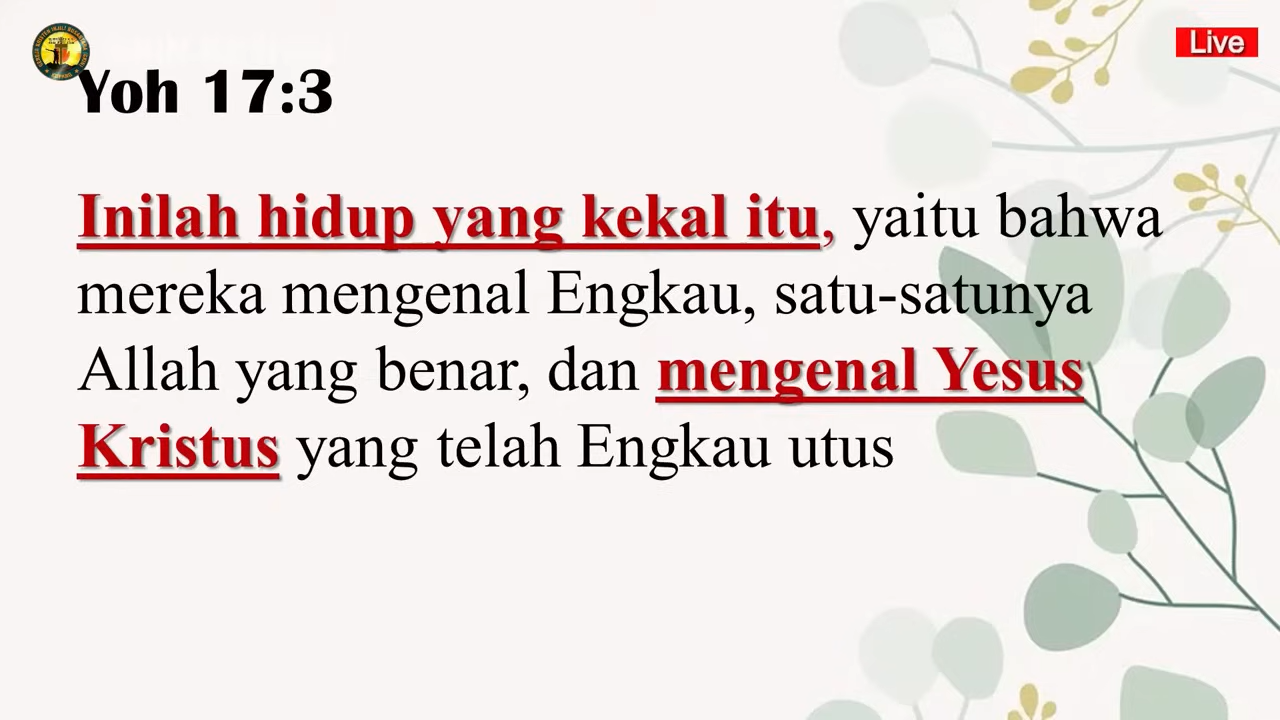 Live
Yoh 17:3
Inilah hidup yang kekal itu, yaitu bahwa
mereka mengenal Engkau, satu-satunya
Allah yang benar, dan mengenal Yesus
Kristus yang telah Engkau utus